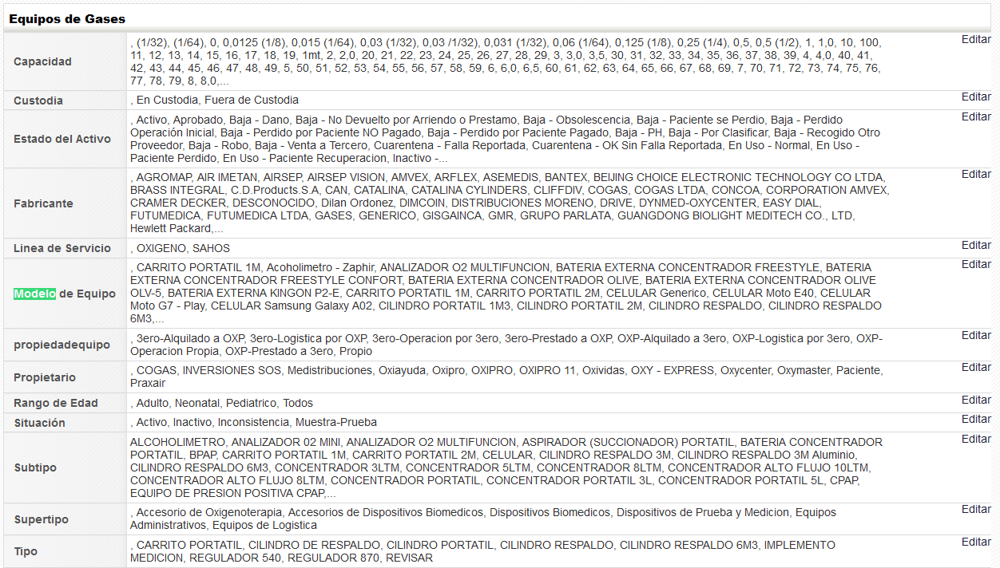 Equipos de Gases
Capacidad
, (1/32), (1/64), 0, 0,0125 (1/8), 0,015 (1/64), 0,03 (1/32), 0,03 /1/32), 0,031 (1/32), 0,06 (1/64), 0,125 (1/8), 0,25 (1/4), 0,5, 0,5 (1/2), 1, 1,0, 10, 100,
11, 12, 13, 14, 15, 16, 17, 18, 19, 1mt, 2, 2,0, 20, 21, 22, 23, 24, 25, 26, 27, 28, 29, 3, 3,0, 3,5, 30, 31, 32, 33, 34, 35, 36, 37, 38, 39, 4, 4,0, 40, 41,
42, 43, 44, 45, 46, 47, 48, 49, 5, 50, 51, 52, 53, 54, 55, 56, 57, 58, 59, 6, 6,0, 6,5, 60, 61, 62, 63, 64, 65, 66, 67, 68, 69, 7, 70, 71, 72, 73, 74, 75, 76,
77, 78, 79, 8, 8,0,...
Editar
Custodia
, En Custodia, Fuera de Custodia
Editar
Estado del Activo
, Activo, Aprobado, Baja - Dano, Baja - No Devuelto por Arriendo o Prestamo, Baja - Obsolescencia, Baja - Paciente se Perdio, Baja - Perdido
Operación Inicial, Baja - Perdido por Paciente NO Pagado, Baja - Perdido por Paciente Pagado, Baja - PH, Baja - Por Clasificar, Baja - Recogido Otro
Proveedor, Baja - Robo, Baja - Venta a Tercero, Cuarentena - Falla Reportada, Cuarentena - OK Sin Falla Reportada, En Uso - Normal, En Uso -
Paciente Perdido, En Uso - Paciente Recuperacion, Inactivo -...
Editar
Fabricante
, AGROMAP, AIR IMETAN, AIRSEP, AIRSEP VISION, AMVEX, ARFLEX, ASEMEDIS, BANTEX, BEIJING CHOICE ELECTRONIC TECHNOLOGY CO LTDA,
BRASS INTEGRAL, C.D.Products.S.A, CAN, CATALINA, CATALINA CYLINDERS, CLIFFDIV, COGAS, COGAS LTDA, CONCOA, CORPORATION AMVEX,
CRAMER DECKER, DESCONOCIDO, Dilan Ordonez, DIMCOIN, DISTRIBUCIONES MORENO, DRIVE, DYNMED-OXYCENTER, EASY DIAL,
FUTUMEDICA, FUTUMEDICA LTDA, GASES, GENERICO, GISGAINCA, GMR, GRUPO PARLATA, GUANGDONG BIOLIGHT MEDITECH CO., LTD,
Hewlett Packard,...
Editar
Linea de Servicio
, OXIGENO, SAHOS
Editar
Modelo de Equipo
, CARRITO PORTATIL 1M, Acoholimetro - Zaphir, ANALIZADOR O2 MULTIFUNCION, BATERIA EXTERNA CONCENTRADOR FREESTYLE, BATERIA
EXTERNA CONCENTRADOR FREESTYLE CONFORT, BATERIA EXTERNA CONCENTRADOR OLIVE, BATERIA EXTERNA CONCENTRADOR OLIVE
OLV-5, BATERIA EXTERNA KINGON P2-E, CARRITO PORTATIL 1M, CARRITO PORTATIL 2M, CELULAR Generico, CELULAR Moto E40, CELULAR
Moto G7 - Play, CELULAR Samsung Galaxy A02, CILINDRO PORTATIL 1M3, CILINDRO PORTATIL 2M, CILINDRO RESPALDO, CILINDRO RESPALDO
6M3,...
Editar
propiedadequipo
, 3ero-Alquilado a OXP, 3ero-Logistica por OXP, 3ero-Operacion por 3ero, 3ero-Prestado a OXP, OXP-Alquilado a 3ero, OXP-Logistica por 3ero, OXP-
Operacion Propia, OXP-Prestado a 3ero, Propio
Editar
Propietario
, COGAS, INVERSIONES SOS, Medistribuciones, Oxiayuda, Oxipro, OXIPRO, OXIPRO 11, Oxividas, OXY - EXPRESS, Oxycenter, Oxymaster, Paciente,
Praxair
Editar
Rango de Edad
, Adulto, Neonatal, Pediatrico, Todos
Editar
Situación
, Activo, Inactivo, Inconsistencia, Muestra-Prueba
Editar
Subtipo
ALCOHOLIMETRO, ANALIZADOR 02 MINI, ANALIZADOR O2 MULTIFUNCION, ASPIRADOR (SUCCIONADOR) PORTATIL, BATERIA CONCENTRADOR
PORTATIL, BPAP, CARRITO PORTATIL 1M, CARRITO PORTATIL 2M, CELULAR, CILINDRO RESPALDO 3M, CILINDRO RESPALDO 3M Aluminio,
CILINDRO RESPALDO 6M3, CONCENTRADOR 3LTM, CONCENTRADOR 5LTM, CONCENTRADOR 8LTM, CONCENTRADOR ALTO FLUJO 10LTM,
CONCENTRADOR ALTO FLUJO 8LTM, CONCENTRADOR PORTATIL, CONCENTRADOR PORTATIL 3L, CONCENTRADOR PORTATIL 5L, CPAP,
EQUIPO DE PRESION POSITIVA CPAP,...
Editar
Supertipo
, Accesorio de Oxigenoterapia, Accesorios de Dispositivos Biomedicos, Dispositivos Biomedicos, Dispositivos de Prueba y Medicion, Equipos
Administrativos, Equipos de Logistica
Editar
Tipo
, CARRITO PORTATIL, CILINDRO DE RESPALDO, CILINDRO PORTATIL, CILINDRO RESPALDO, CILINDRO RESPALDO 6M3, IMPLEMENTO
MEDICION, REGULADOR 540, REGULADOR 870, REVISAR
Editar